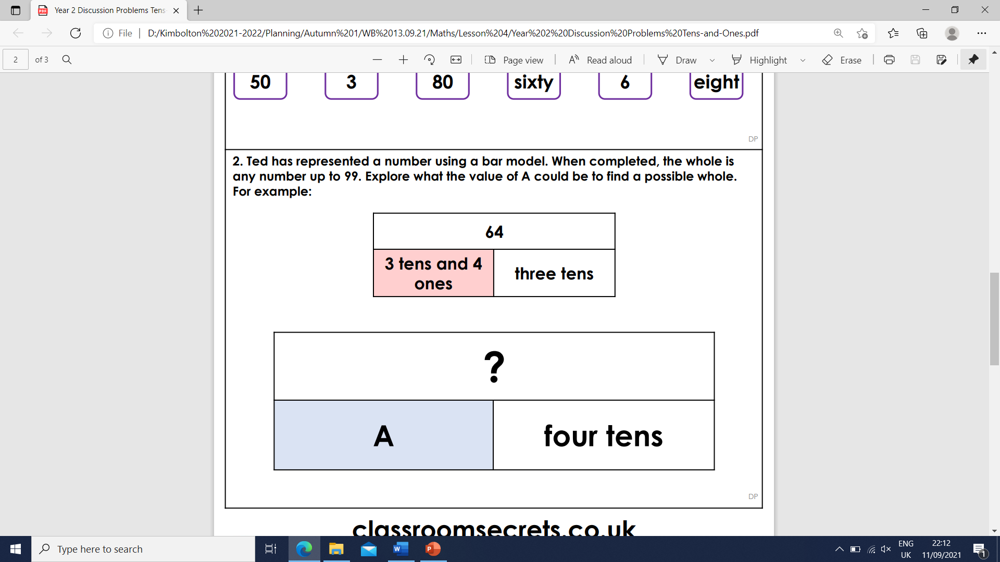 Year 2 Discussion Problems Tens
File
D:/Kimbolton%202021-2022/Planning/Autumn%201/WB%2013.09.21/Maths/Lesson%204/Year%202%20Discussion%20Problems%20Tens-and-Ones.pdf
2 of 3
Page view
Read aloud
Draw
Highlight
Erase
50 3 80 sixty 6 eight
DP
2. Ted has represented a number using a bar model. When completed, the whole is
any number up to 99. Explore what the value of A could be to find a possible whole.
For example:
64
3 tens and 4
ones
three tens
?
A
four tens
DP
classroomsecrets.co.uk
Type here to search
ENG
UK
22:12
11/09/2021
1